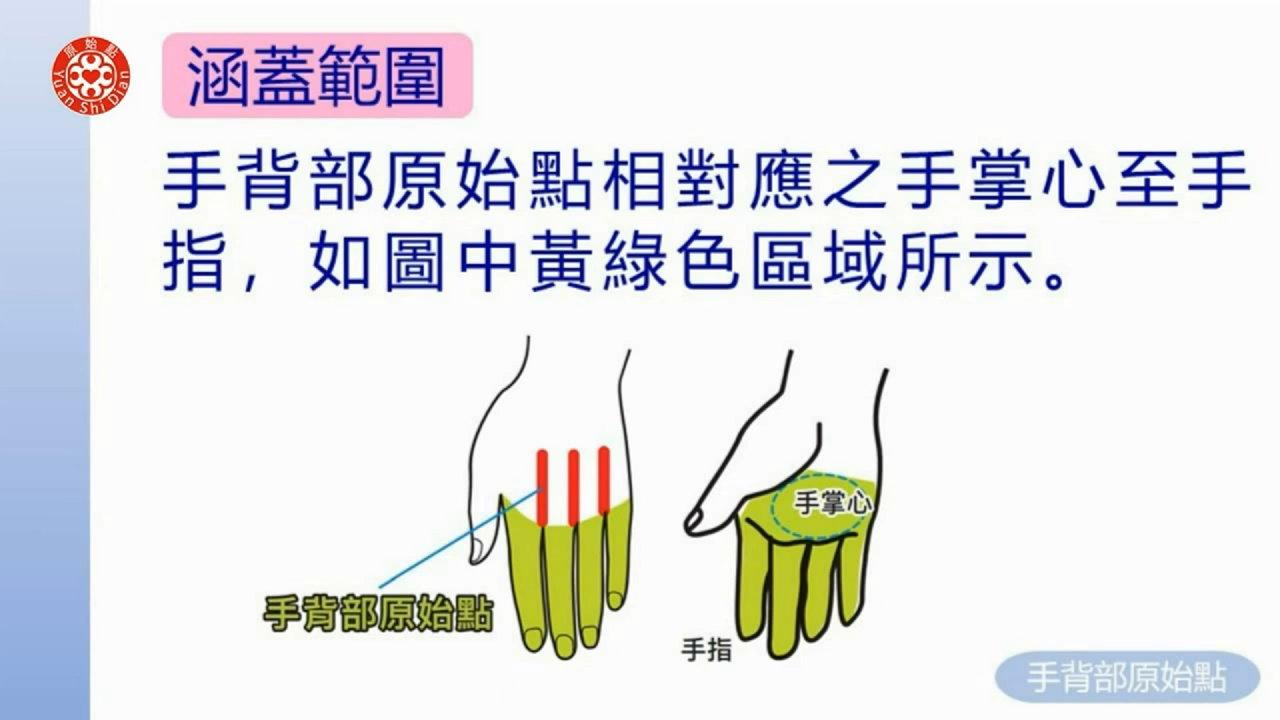 原始點
Yuan Shi Dian
涵蓋範圍
手背部原始點相對應之手掌心至手
指，如圖中黃綠色區域所示。
手掌心
手背部原始點
手指
手背部原始點